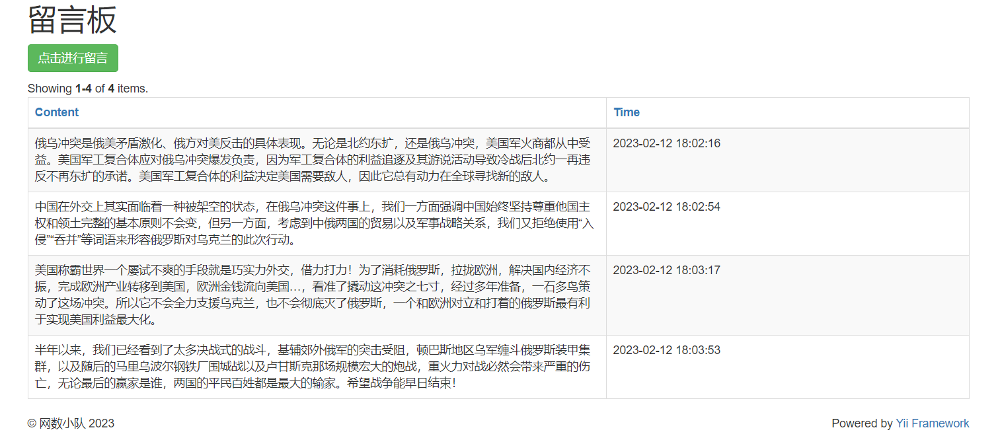 留言板
点击进行留言
Showing 1-4 of 4 items.
Content Time
俄乌冲突是俄美矛盾激化、俄方对美反击的具体表现。无论是北约东扩，还是俄乌冲突，美国军火商都从中受 2023-02-12 18:02:16
益。美国军工复合体应对俄乌冲突爆发负责，因为军工复合体的利益追逐及其游说活动导致冷战后北约一再违
反不再东扩的承诺。美国军工复合体的利益决定美国需要敌人，因此它总有动力在全球寻找新的敌人。
中国在外交上其实面临着一种被架空的状态，在俄乌冲突这件事上，我们一方面强调中国始终坚持尊重他国主 2023-02-12 18:02:54
权和领土完整的基本原则不会变，但另一方面，考虑到中俄两国的贸易以及军事战略关系，我们又拒绝使用“入
侵”“吞并”等词语来形容俄罗斯对乌克兰的此次行动。
美国称霸世界一个屡试不爽的手段就是巧实力外交，借力打力！为了消耗俄罗斯，拉拢欧洲，解决国内经济不 2023-02-12 18:03:17
振，完成欧洲产业转移到美国，欧洲金钱流向美国…，看准了撬动这冲突之七寸，经过多年准备，一石多鸟策
动了这场冲突。所以它不会全力支援乌克兰，也不会彻底灭了俄罗斯，一个和欧洲对立和打着的俄罗斯最有利
于实现美国利益最大化。
半年以来，我们已经看到了太多决战式的战斗，基辅郊外俄军的突击受阻，顿巴斯地区乌军缠斗俄罗斯装甲集 2023-02-12 18:03:53
群，以及随后的马里乌波尔钢铁厂围城战以及卢甘斯克那场规模宏大的炮战，重火力对战必然会带来严重的伤
亡，无论最后的赢家是谁，两国的平民百姓都是最大的输家。希望战争能早日结束！
© 网数小队 2023 Powered by Yii Framework